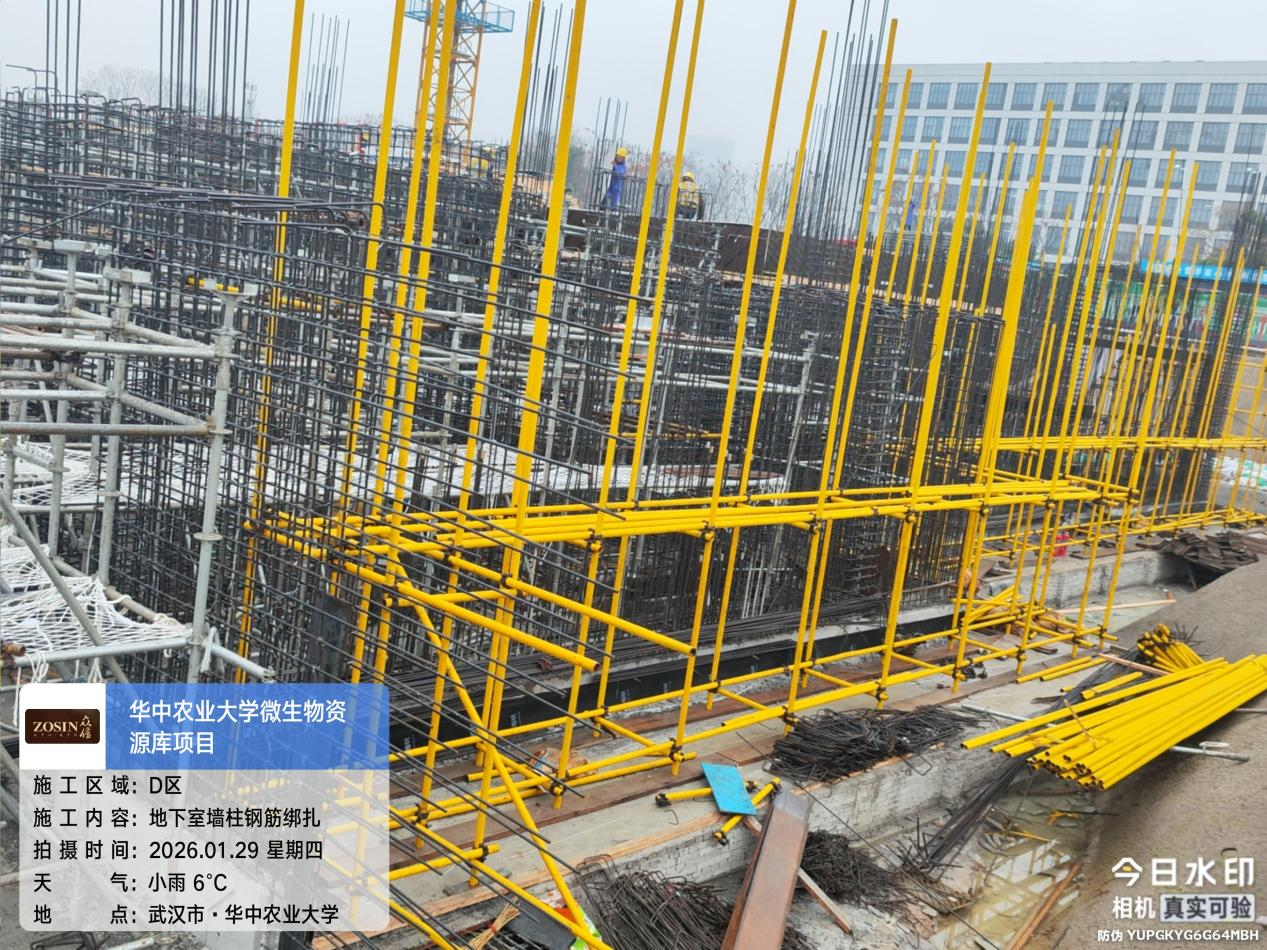 ZOSIN 众信
华中农业大学微生物资
源库项目
施工区域：D区
施工内容：地下室墙柱钢筋绑扎
拍摄时间：2026.01.29 星期四
天气：小雨 6°C
地点：武汉市·华中农业大学
今日水印
相机 真实可验
防伪 YUPGKYG6G64MBH